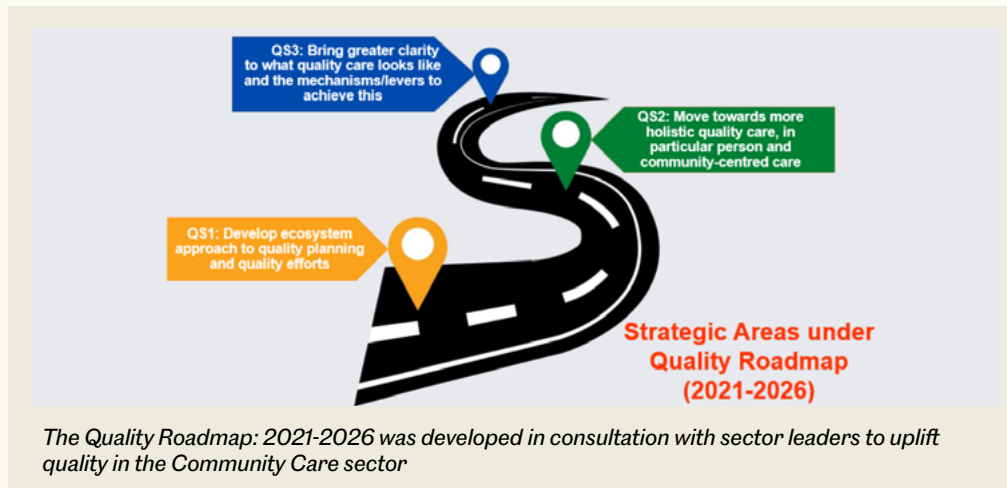 QS3: Bring greater clarity
to what quality care looks like
and the mechanisms/levers to
achieve this
QS2: Move towards more
holistic quality care, in
particular person and
community-centred care
QS1: Develop ecosystem
approach to quality planning
and quality efforts
Strategic Areas under
Quality Roadmap
(2021-2026)
The Quality Roadmap: 2021-2026 was developed in consultation with sector leaders to uplift
quality in the Community Care sector